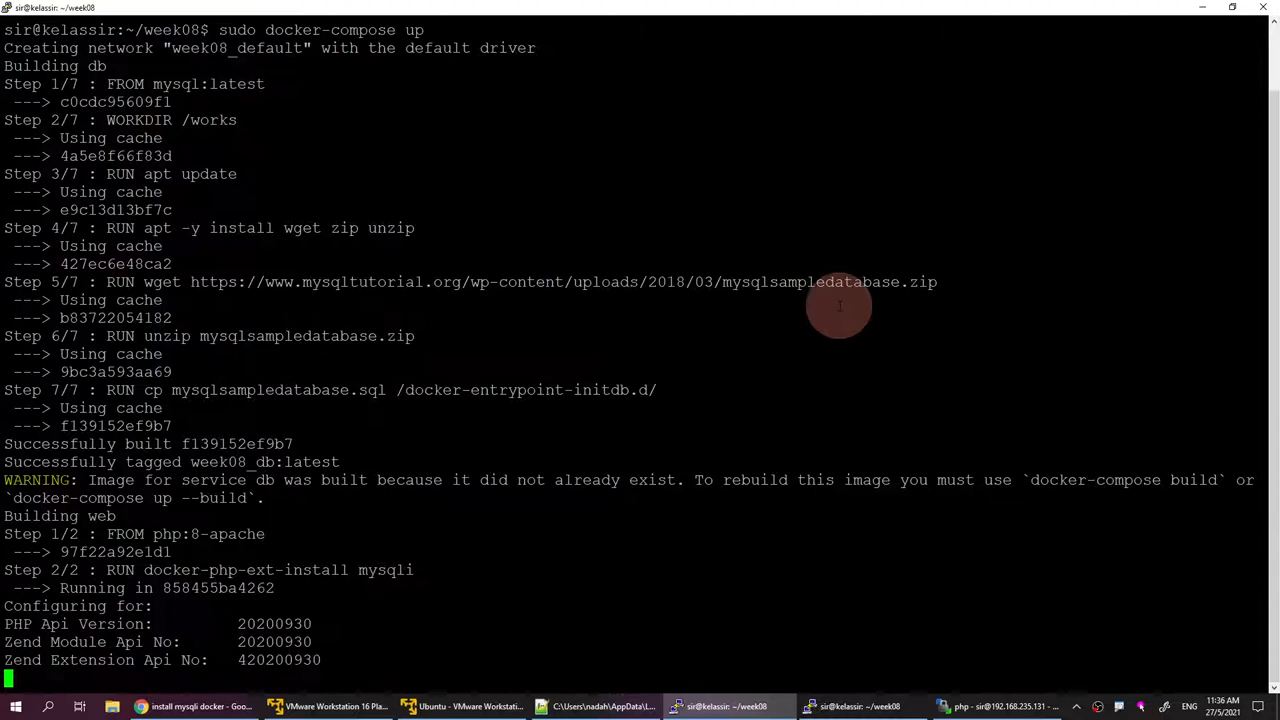 sir@kelassir: ~/week08
sir@kelassir:~/week08$ sudo docker-compose up
Creating network "week08_default" with the default driver
Building db
Step 1/7 : FROM mysql:latest
---> c0cdc95609f1
Step 2/7 : WORKDIR /works
---> Using cache
---> 4a5e8f66f83d
Step 3/7 : RUN apt update
---> Using cache
---> e9c13d13bf7c
Step 4/7 : RUN apt -y install wget zip unzip
---> Using cache
---> 427ec6e48ca2
Step 5/7 : RUN wget https://www.mysqltutorial.org/wp-content/uploads/2018/03/mysqlsampledatabase.zip
---> Using cache
---> b83722054182
Step 6/7 : RUN unzip mysqlsampledatabase.zip
---> Using cache
---> 9bc3a593aa69
Step 7/7 : RUN cp mysqlsampledatabase.sql /docker-entrypoint-initdb.d/
---> Using cache
---> f139152ef9b7
Successfully built f139152ef9b7
Successfully tagged week08_db:latest
WARNING: Image for service db was built because it did not already exist. To rebuild this image you must use `docker-compose build` or
`docker-compose up --build`.
Building web
Step 1/2 : FROM php:8-apache
---> 97f22a92e1d1
Step 2/2 : RUN docker-php-ext-install mysqli
---> Running in 858455ba4262
Configuring for:
PHP Api Version: 20200930
Zend Module Api No: 20200930
Zend Extension Api No: 420200930
install mysqli docker - Goo... VMware Workstation 16 Pla... Ubuntu - VMware Workstati... C:\Users\nadah\AppData\L... sir@kelassir: ~/week08 sir@kelassir: ~/week08 php - sir@192.168.235.131 - ... 11:36 AM
27/5/2021